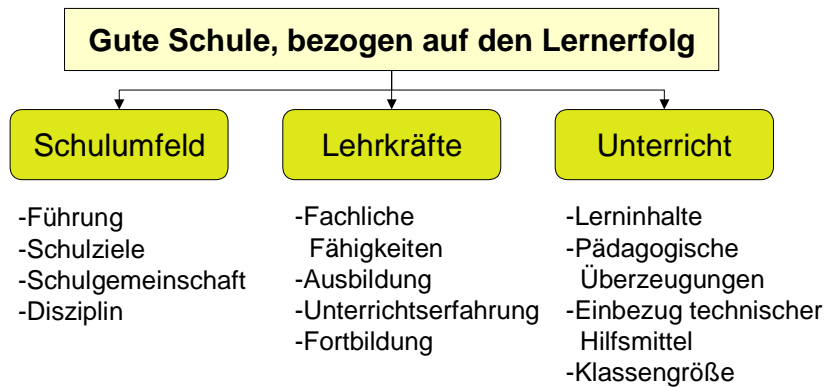 Gute Schule, bezogen auf den Lernerfolg
Schulumfeld
-Führung
-Schulziele
-Schulgemeinschaft
-Disziplin
Lehrkräfte
-Fachliche
Fähigkeiten
-Ausbildung
-Unterrichtserfahrung
-Fortbildung
Unterricht
-Lerninhalte
-Pädagogische
Überzeugungen
-Einbezug technischer
Hilfsmittel
-Klassengröße